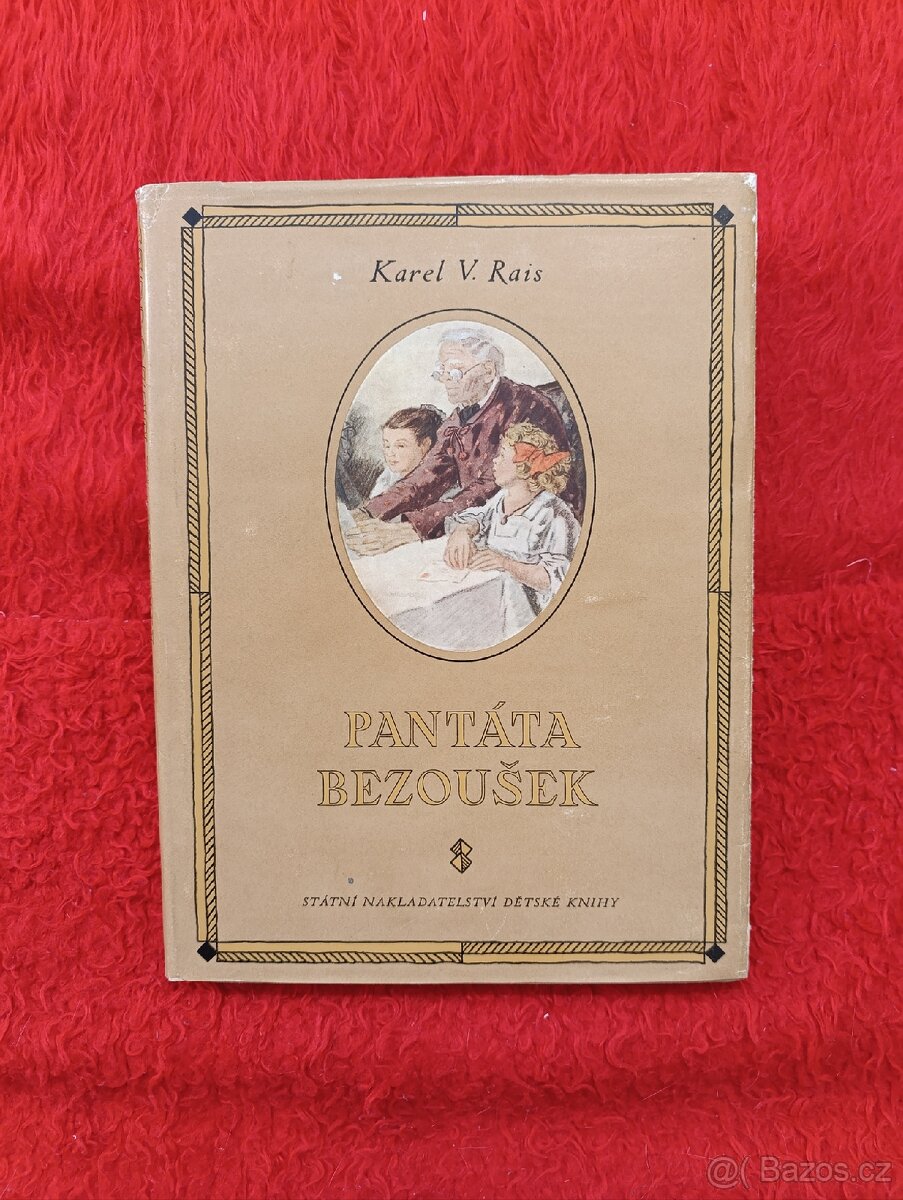 Karel V. Rais
PANTÁTA
BEZOUŠEK
STÁTNÍ NAKLADATELSTVÍ DĚTSKÉ KNIHY
@( Bazos.cz